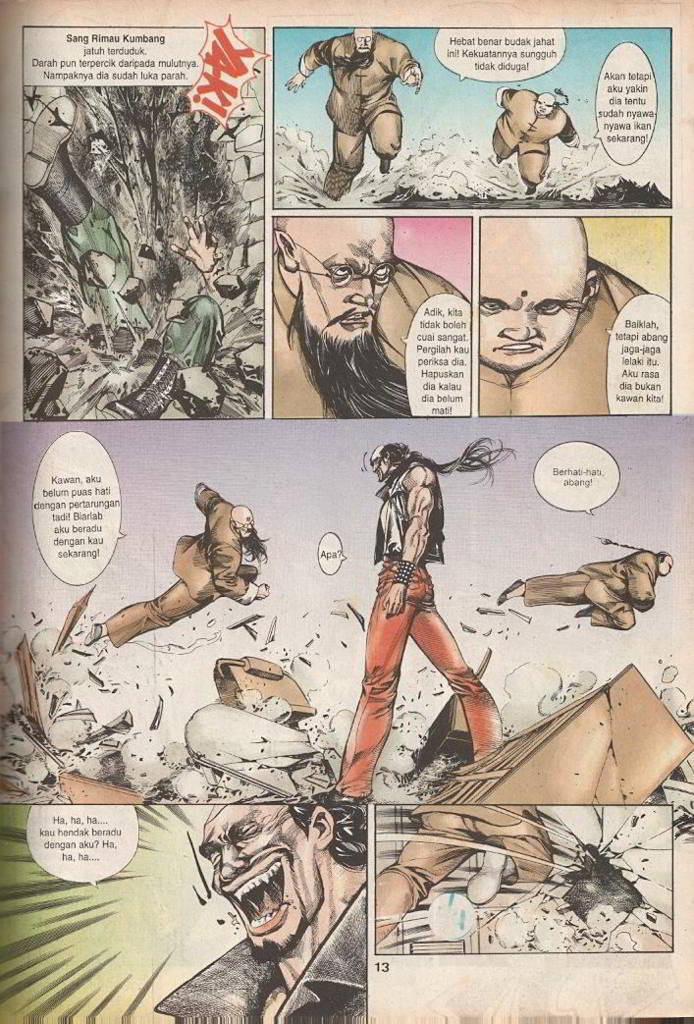 Sang Rimau Kumbang
jatuh terduduk.
Darah pun terpercik daripada mulutnya.
Nampaknya dia sudah luka parah.
YAK!
Hebat benar budak jahat
ini! Kekuatannya sungguh
tidak diduga!
Akan tetapi
aku yakin
dia tentu
sudah nyawa-
nyawa ikan
sekarang!
Adik, kita
tidak boleh
cuai sangat.
Pergilah kau
periksa dia.
Hapuskan
dia kalau
dia belum
mati!
Baiklah,
tetapi abang
jaga-jaga
lelaki itu.
Aku rasa
dia bukan
kawan kita!
Kawan, aku
belum puas hati
dengan pertarungan
tadi! Biarlab
aku beradu
dengan kau
sekarang!
Apa?
Berhati-hati,
abang!
Ha, ha, ha....
kau hendak beradu
dengan aku? Ha,
ha, ha....
13